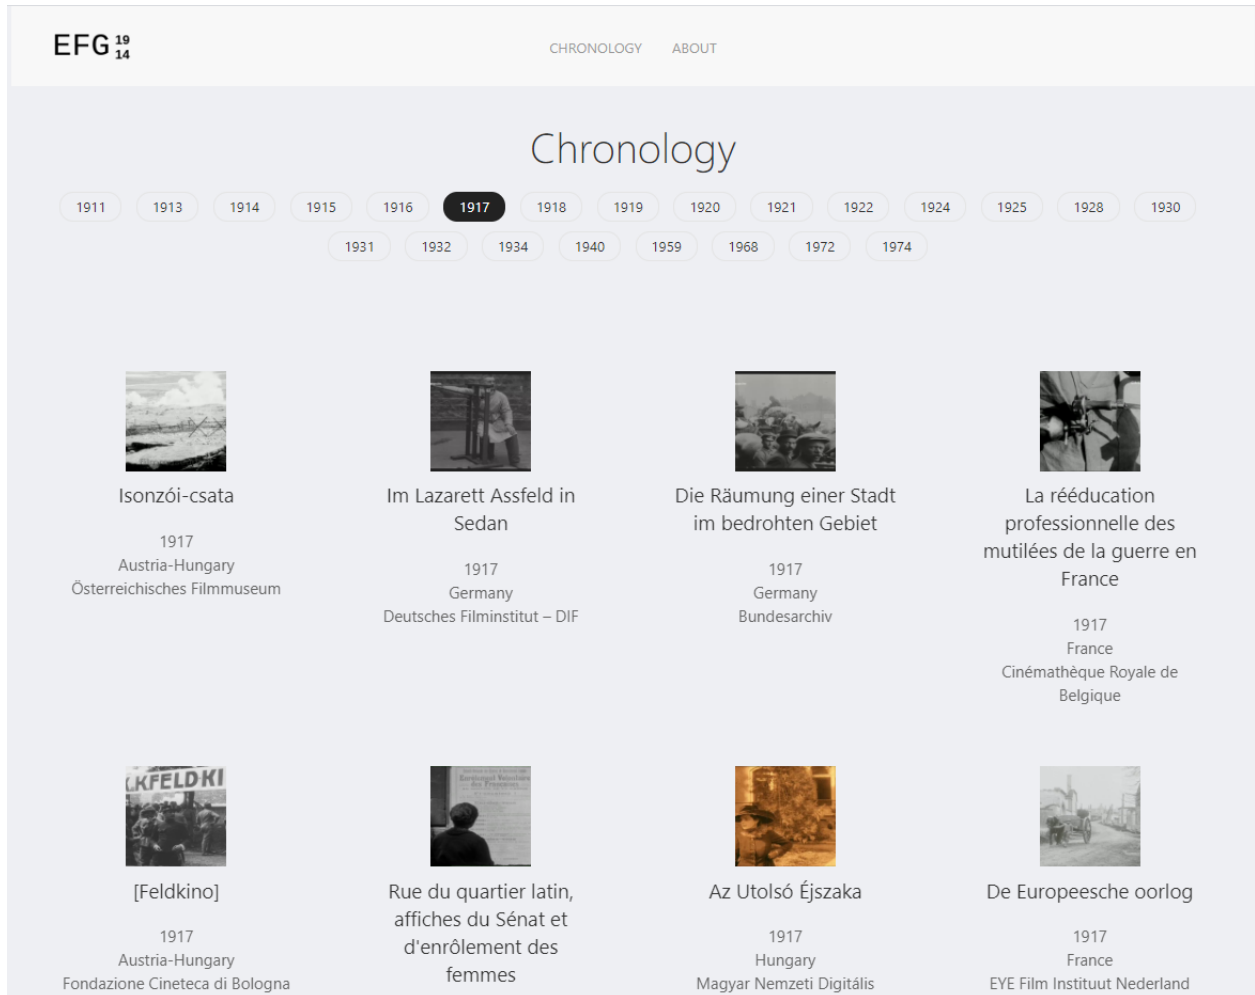 EFG 19
14
CHRONOLOGY ABOUT
Chronology
1911 1913 1914 1915 1916 1917 1918 1919 1920 1921 1922 1924 1925 1928 1930
1931 1932 1934 1940 1959 1968 1972 1974
Isonzói-csata
1917
Austria-Hungary
Österreichisches Filmmuseum
Im Lazarett Assfeld in
Sedan
1917
Germany
Deutsches Filminstitut – DIF
Die Räumung einer Stadt
im bedrohten Gebiet
1917
Germany
Bundesarchiv
La rééducation
professionnelle des
mutilées de la guerre en
France
1917
France
Cinémathèque Royale de
Belgique
.KFELDKI
[Feldkino]
1917
Austria-Hungary
Fondazione Cineteca di Bologna
Rue du quartier latin,
affiches du Sénat et
d'enrôlement des
femmes
Az Utolsó Éjszaka
1917
Hungary
Magyar Nemzeti Digitális
De Europeesche oorlog
1917
France
EYE Film Instituut Nederland